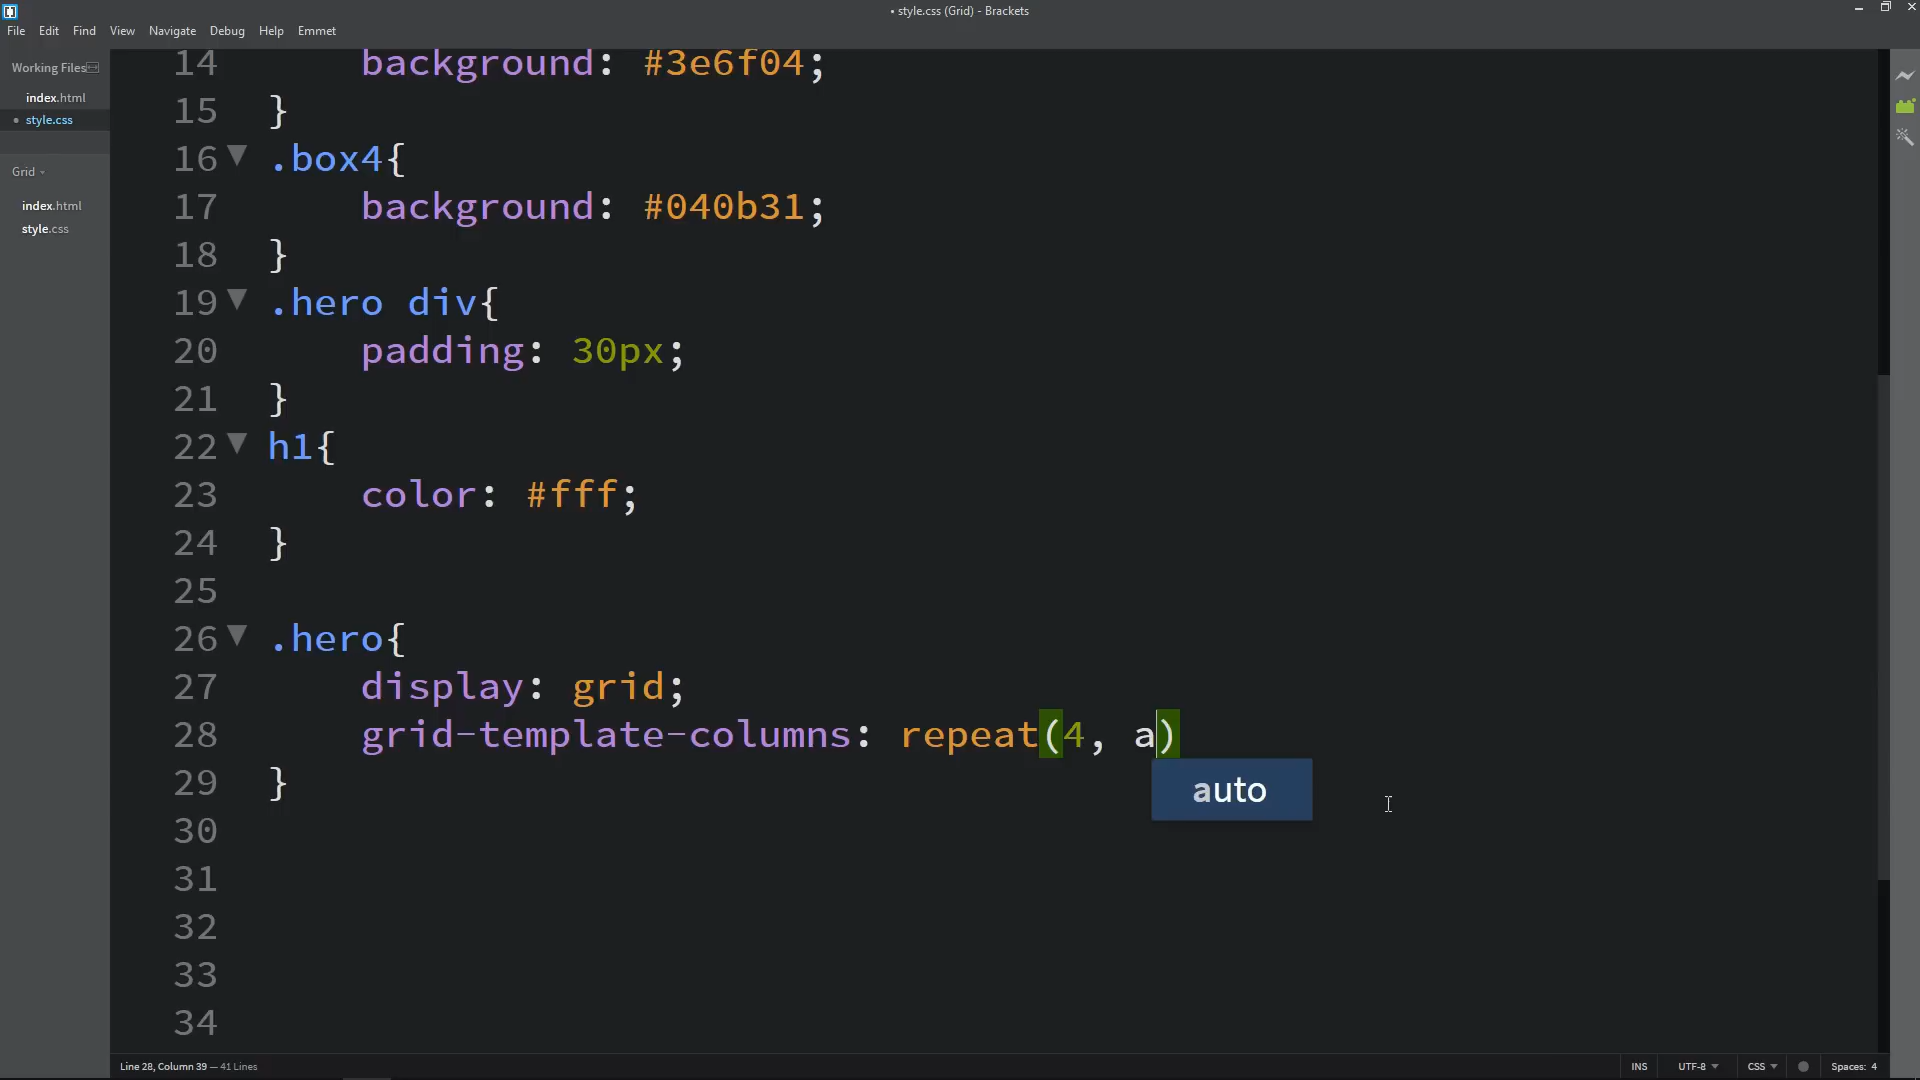 • style.css (Grid) - Brackets
File Edit Find View Navigate Debug Help Emmet
Working Files
index.html
• style.css
Grid
index.html
style.css
14 background: #3e6f04;
15 }
16 .box4{
17 background: #040b31;
18 }
19 .hero div{
20 padding: 30px;
21 }
22 h1{
23 color: #fff;
24 }
25
26 .hero{
27 display: grid;
28 grid-template-columns: repeat(4, a)
auto
29 }
30
31
32
33
34
Line 28, Column 39 — 41 Lines
INS UTF-8 CSS Spaces: 4